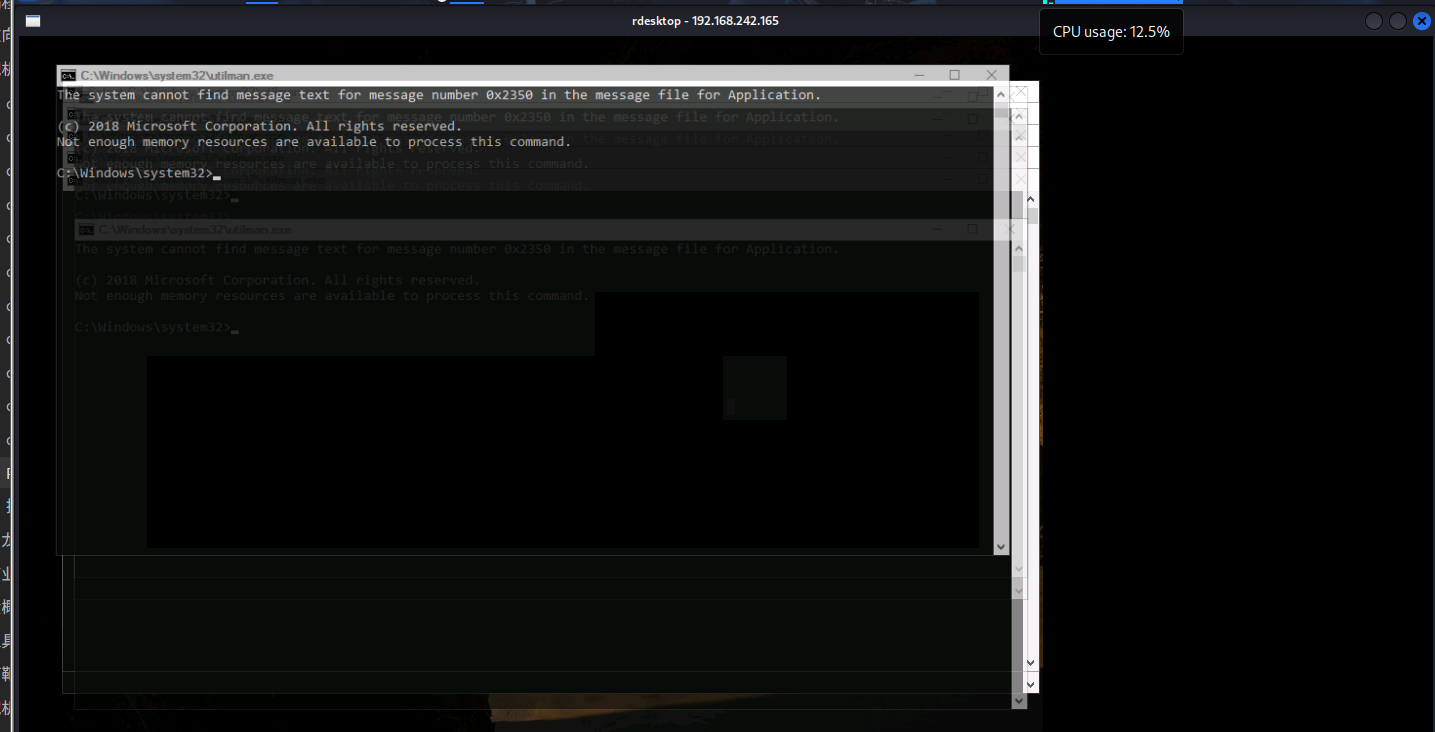 rdesktop - 192.168.242.165
CPU usage: 12.5%
C:\Windows\system32\utilman.exe
The system cannot find message text for message number 0x2350 in the message file for Application.
(c) 2018 Microsoft Corporation. All rights reserved.
Not enough memory resources are available to process this command.
C:\Windows\system32>
C:\Windows\system32>
C:\Windows\system32\utilman.exe
The system cannot find message text for message number 0x2350 in the message file for Application.
(c) 2018 Microsoft Corporation. All rights reserved.
Not enough memory resources are available to process this command.
C:\Windows\system32>